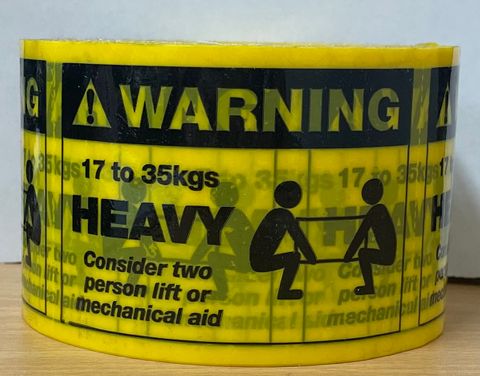 WARNING
17 to 35kgs
HEAVY
Consider two
person lift or
mechanical aid